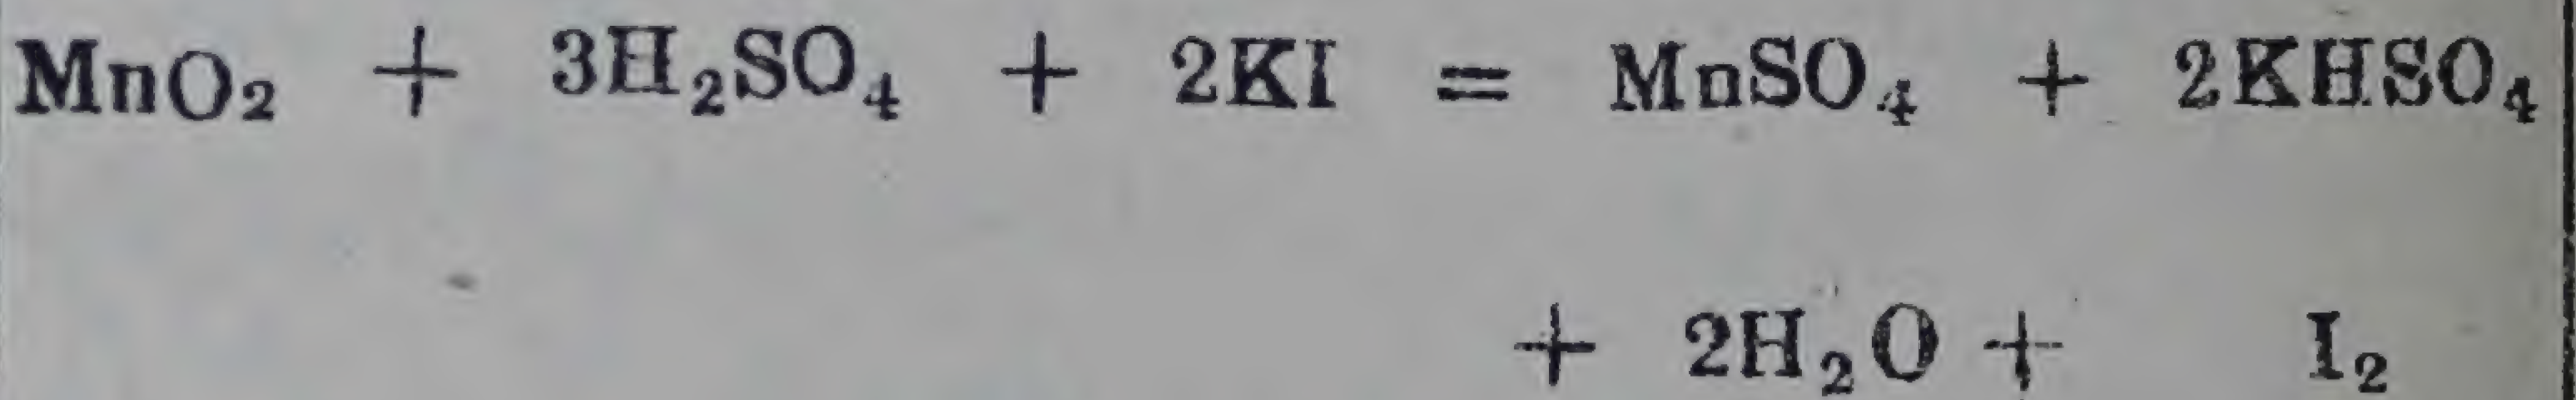 MnO₂ + 3H₂SO₄ + 2KI = MnSO₄ + 2KHSO₄
+ 2H₂O + I₂